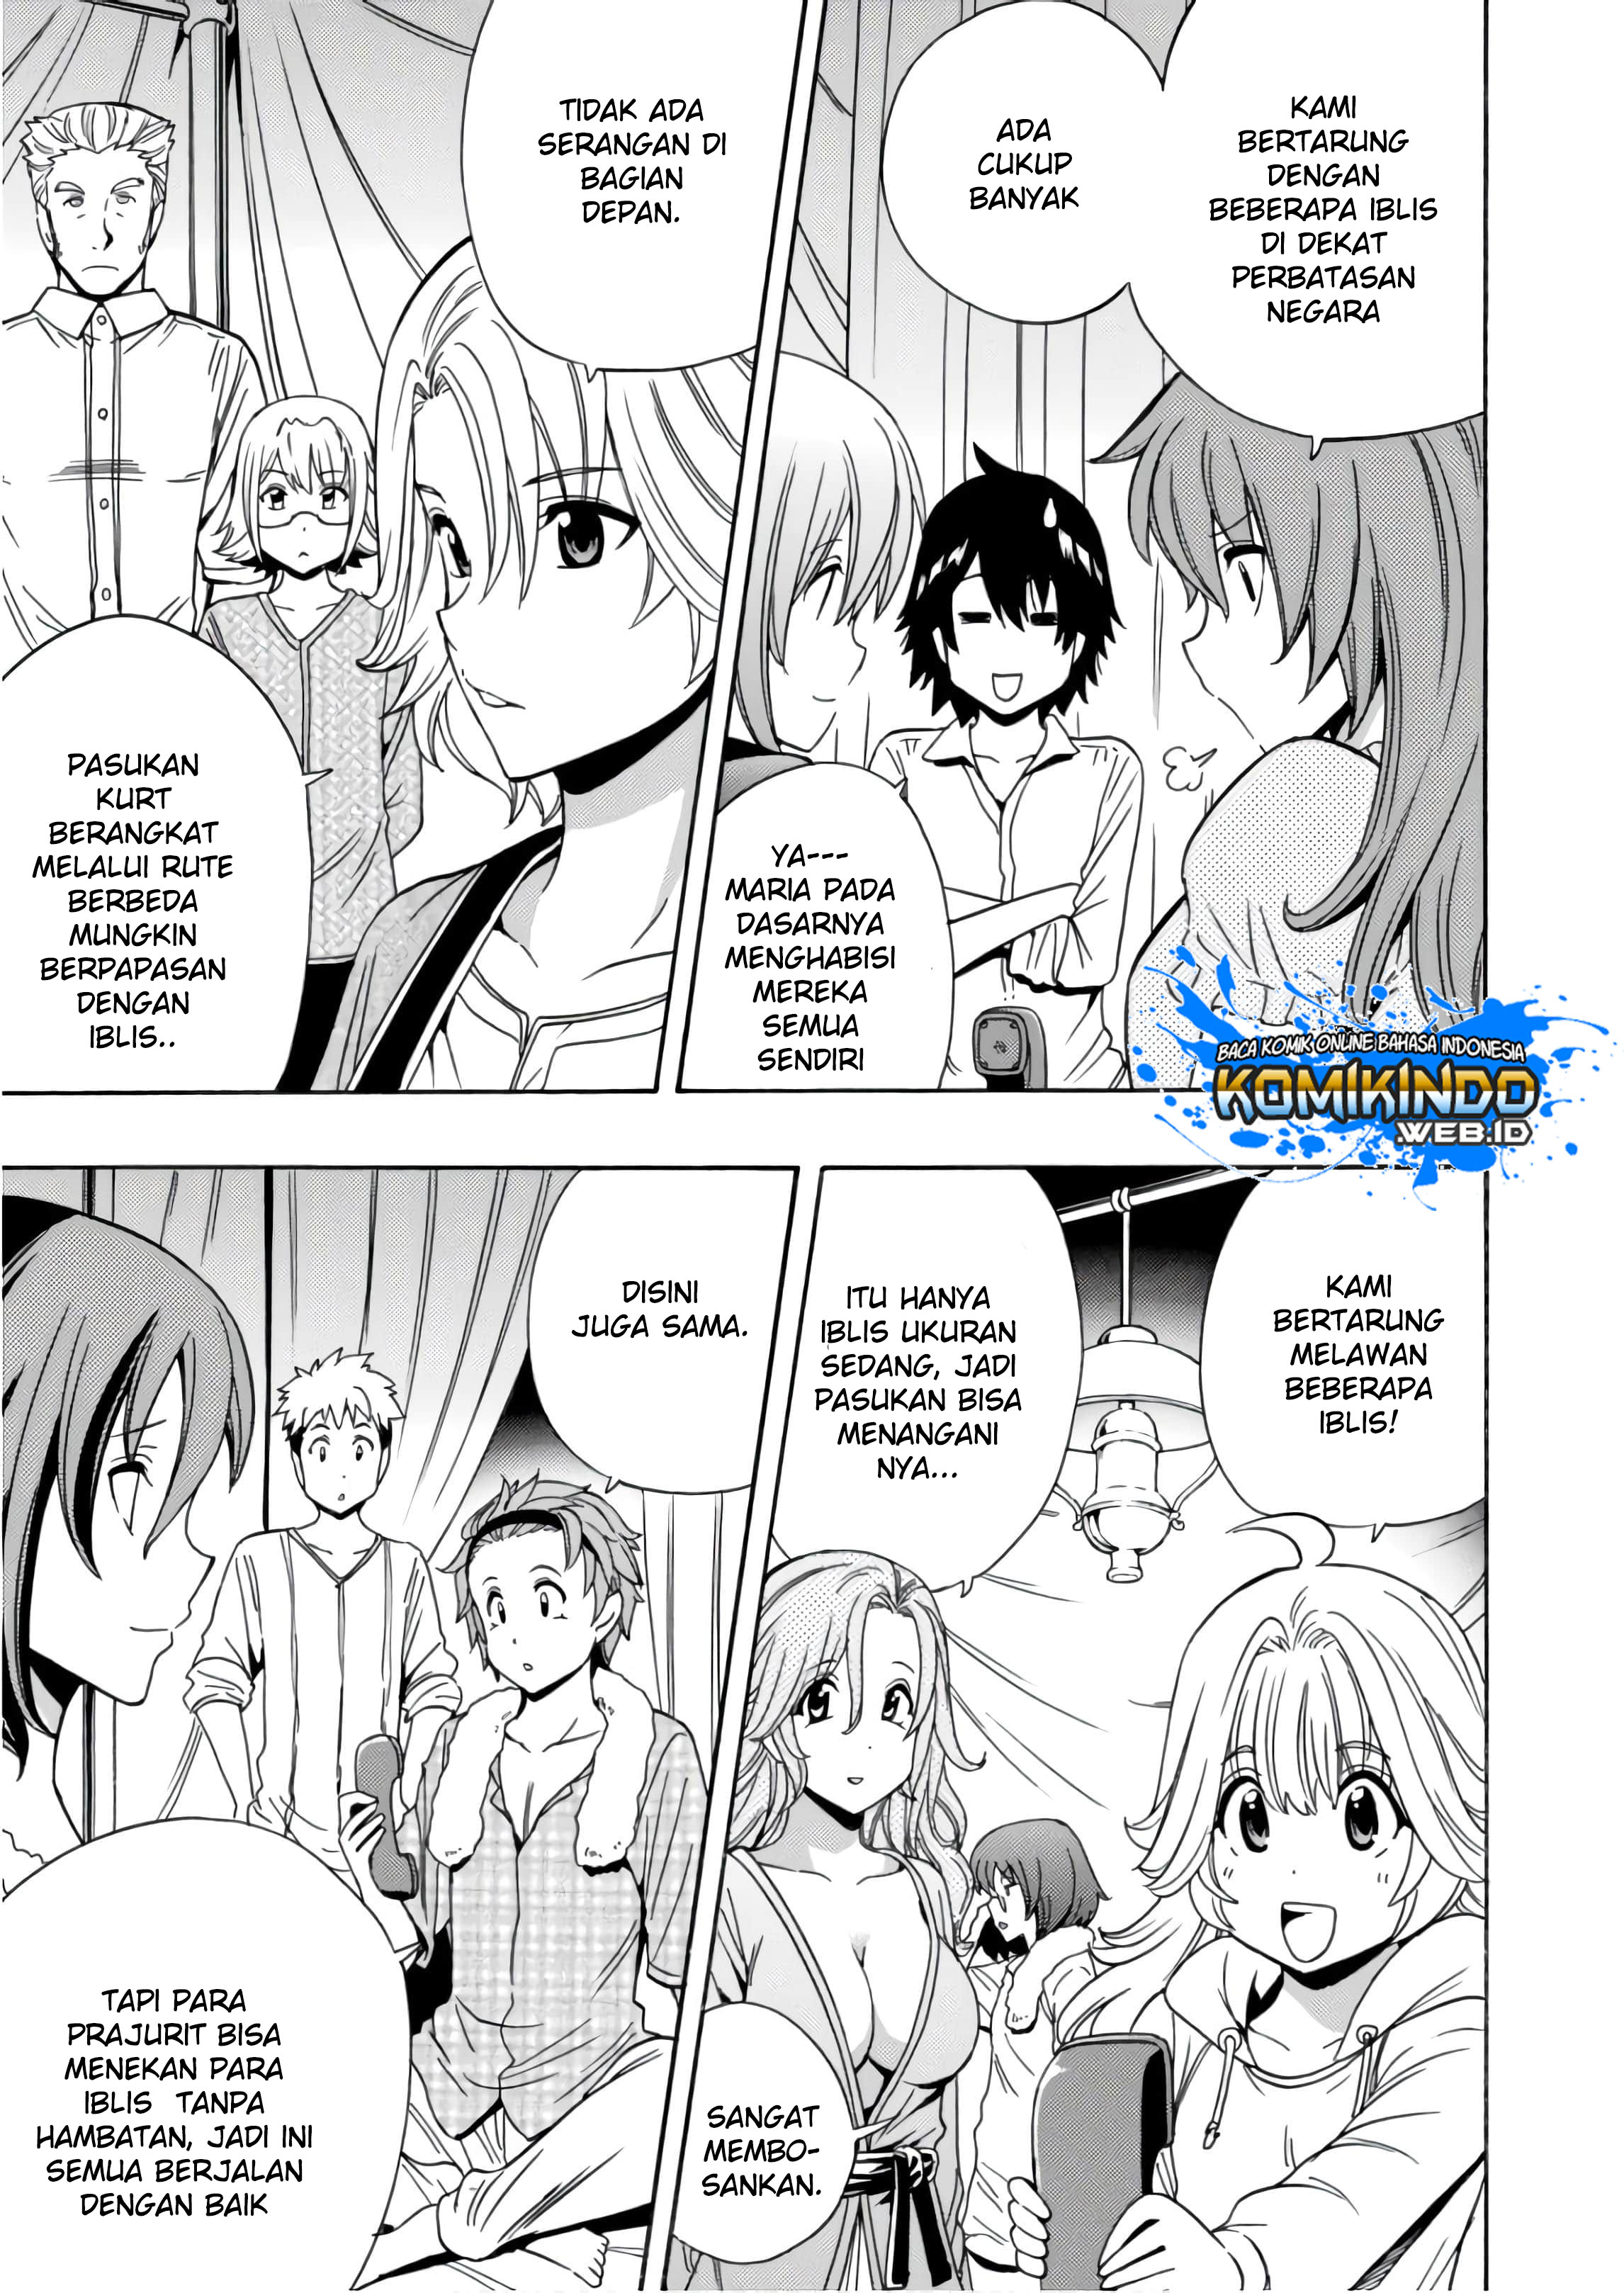 KAMI
BERTARUNG
DENGAN
BEBERAPA IBLIS
DI DEKAT
PERBATASAN
NEGARA
ADA
CUKUP
BANYAK
YA---
MARIA PADA
DASARNYA
MENGHABISI
MEREKA
SEMUA
SENDIRI
TIDAK ADA
SERANGAN DI
BAGIAN
DEPAN.
PASUKAN
KURT
BERANGKAT
MELALUI RUTE
BERBEDA
MUNGKIN
BERPAPASAN
DENGAN
IBLIS..
BACA KOMIK ONLINE BAHASA INDONESIA
KOMIKINDO
.WEB.ID
KAMI
BERTARUNG
MELAWAN
BEBERAPA
IBLIS!
ITU HANYA
IBLIS UKURAN
SEDANG, JADI
PASUKAN BISA
MENANGANI
NYA...
SANGAT
MEMBO-
SANKAN.
DISINI
JUGA SAMA.
TAPI PARA
PRAJURIT BISA
MENEKAN PARA
IBLIS TANPA
HAMBATAN, JADI INI
SEMUA BERJALAN
DENGAN BAIK